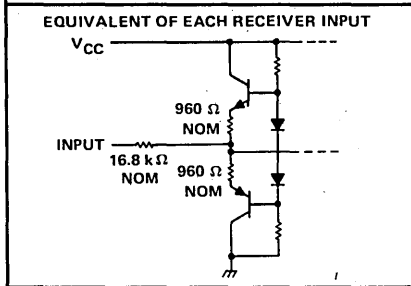 EQUIVALENT OF EACH RECEIVER INPUT
VCC
960 Ω
NOM
INPUT
16.8 kΩ
NOM
960 Ω
NOM